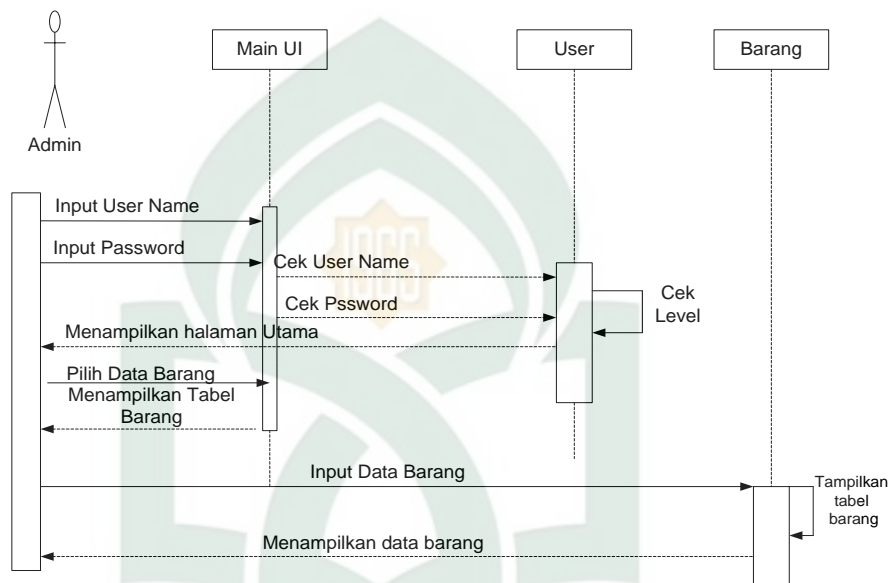 Main UI
User
Barang
Admin
Input User Name
Input Password
Cek User Name
Cek Pssword
Cek
Level
Menampilkan halaman Utama
Pilih Data Barang
Menampilkan Tabel
Barang
Input Data Barang
Tampilkan
tabel
barang
Menampilkan data barang